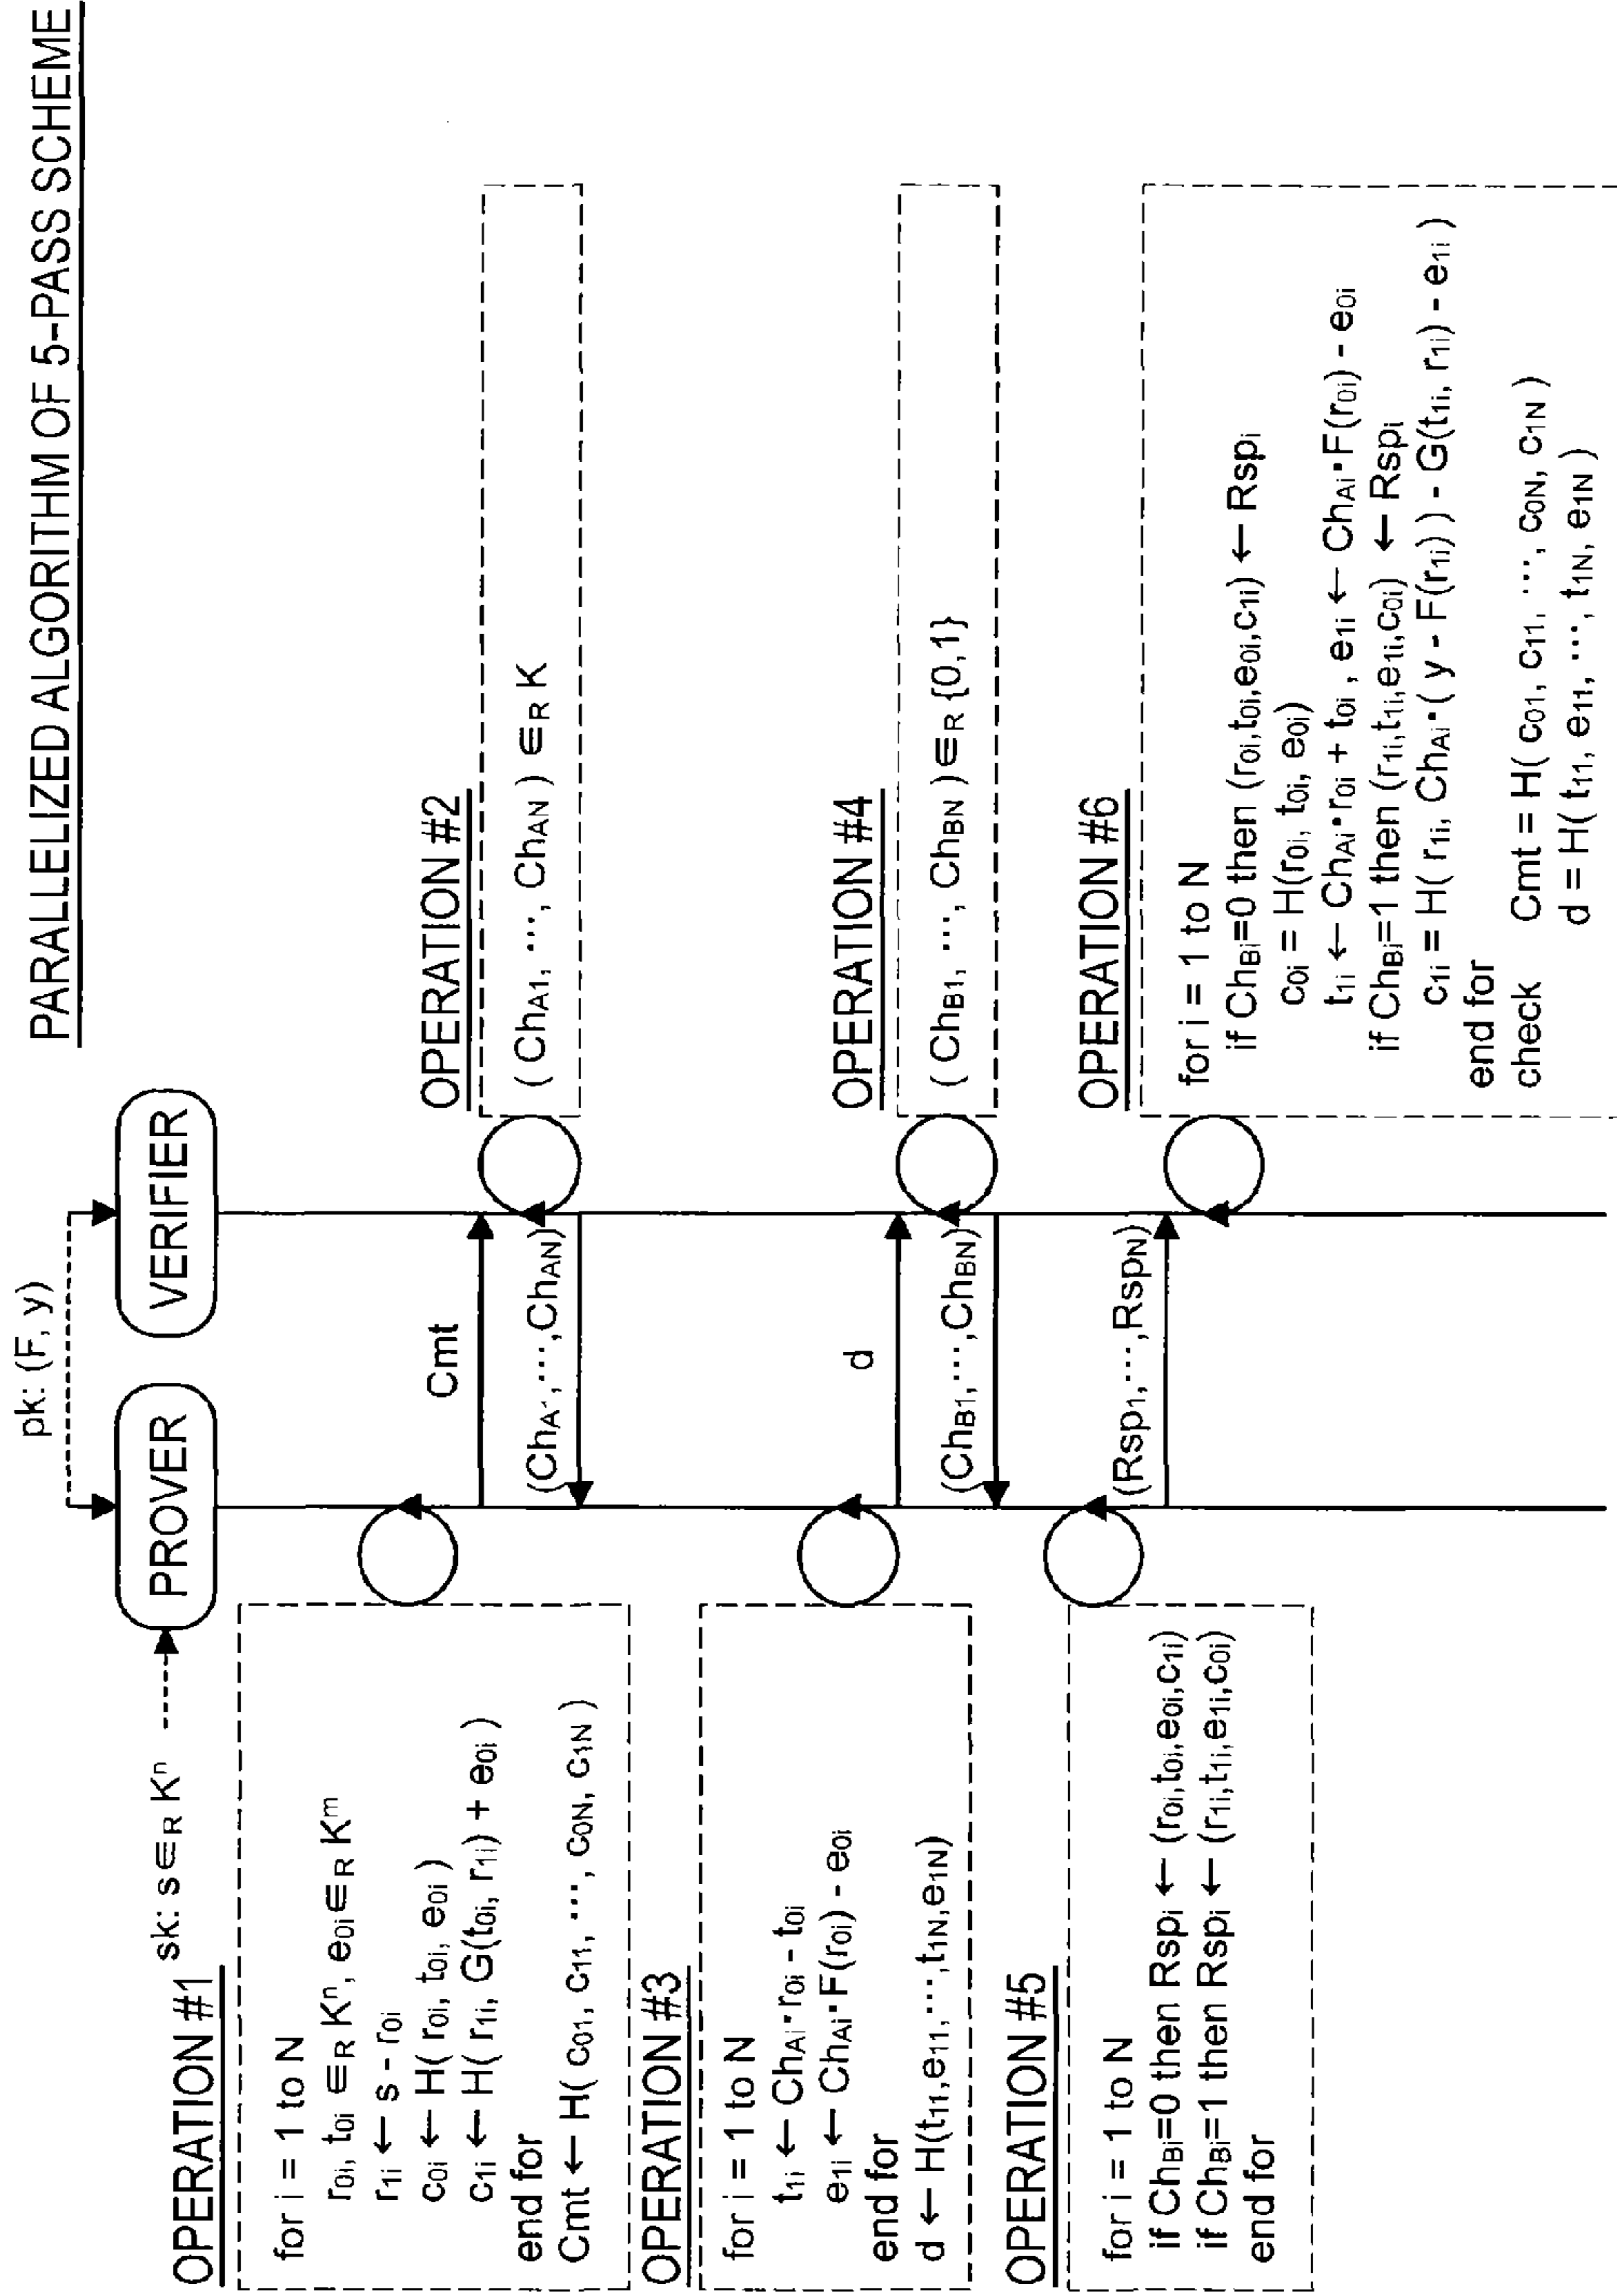 PARALLELIZED ALGORITHM OF 5-PASS SCHEME
pk: (F, y)
sk: s ∈R Kⁿ
PROVER
VERIFIER
OPERATION #1
for i = 1 to N
r0i, t0i ∈R Kⁿ, e0i ∈R Kᵐ
r1i ← s - r0i
c0i ← H( r0i, t0i, e0i )
c1i ← H( r1i, G(t0i, r1i) + e0i )
end for
Cmt ← H( c01, c11, ⋯, c0N, c1N )
Cmt
OPERATION #2
( ChA1, ⋯, ChAN ) ∈R K
(ChA1,⋯,ChAN)
OPERATION #3
for i = 1 to N
t1i ← ChAi・r0i - t0i
e1i ← ChAi・F(r0i) - e0i
end for
d ← H(t11,e11,⋯,t1N,e1N)
d
OPERATION #4
( ChB1, ⋯, ChBN ) ∈R {0,1}
(ChB1,⋯,ChBN)
OPERATION #5
for i = 1 to N
if ChBi=0 then Rspi ← (r0i,t0i,e0i,c1i)
if ChBi=1 then Rspi ← (r1i,t1i,e1i,c0i)
end for
(Rsp1,⋯,RspN)
OPERATION #6
for i = 1 to N
if ChBi=0 then (r0i,t0i,e0i,c1i) ← Rspi
c0i = H(r0i, t0i, e0i)
t1i ← ChAi・r0i + t0i , e1i ← ChAi・F(r0i) - e0i
if ChBi=1 then (r1i,t1i,e1i,c0i) ← Rspi
c1i = H( r1i, ChAi・( y - F(r1i) ) - G(t1i, r1i) - e1i )
end for
check Cmt = H( c01, c11, ⋯, c0N, c1N )
d = H( t11, e11, ⋯, t1N, e1N )